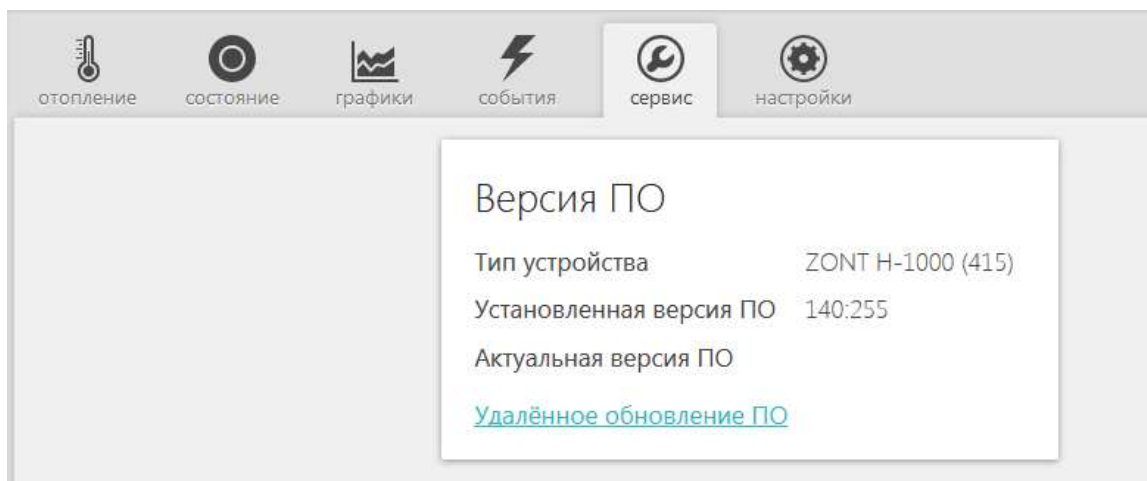 отопление состояние графики события сервис настройки
Версия ПО
Тип устройства ZONT H-1000 (415)
Установленная версия ПО 140:255
Актуальная версия ПО
Удалённое обновление ПО